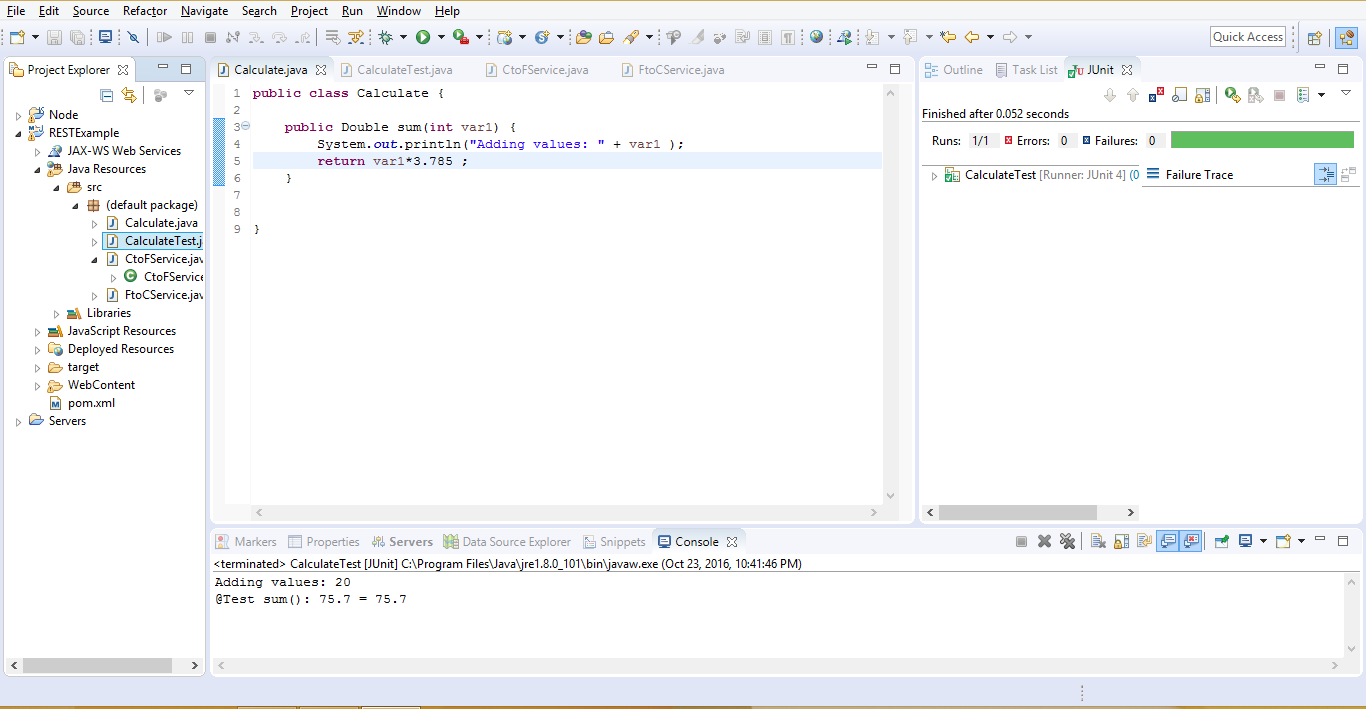 File Edit Source Refactor Navigate Search Project Run Window Help
Quick Access
Project Explorer
Node
RESTExample
JAX-WS Web Services
Java Resources
src
(default package)
Calculate.java
CalculateTest.j
CtoFService.jav
CtoFService
FtoCService.jav
Libraries
JavaScript Resources
Deployed Resources
target
WebContent
pom.xml
Servers
Calculate.java CalculateTest.java CtoFService.java FtoCService.java
1 public class Calculate {
2
3 public Double sum(int var1) {
4 System.out.println("Adding values: " + var1 );
5 return var1*3.785 ;
6 }
7
8
9 }
Outline Task List JUnit
Finished after 0.052 seconds
Runs: 1/1 Errors: 0 Failures: 0
CalculateTest [Runner: JUnit 4] (0
Failure Trace
Markers Properties Servers Data Source Explorer Snippets Console
<terminated> CalculateTest [JUnit] C:\Program Files\Java\jre1.8.0_101\bin\javaw.exe (Oct 23, 2016, 10:41:46 PM)
Adding values: 20
@Test sum(): 75.7 = 75.7